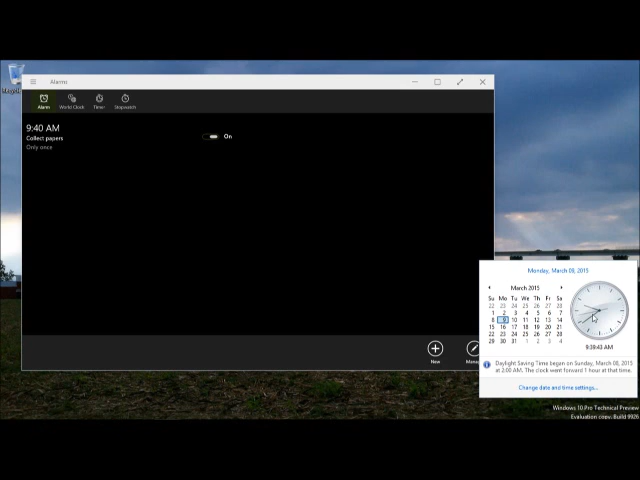 Alarms
Alarm World Clock Timer Stopwatch
9:40 AM
Collect papers
Only once
On
New
Monday, March 09, 2015
March 2015
Su Mo Tu We Th Fr Sa
22 23 24 25 26 27 28
1 2 3 4 5 6 7
8 9 10 11 12 13 14
15 16 17 18 19 20 21
22 23 24 25 26 27 28
29 30 31 1 2 3 4
9:39:43 AM
Daylight Saving Time began on Sunday, March 08, 2015
at 2:00 AM. The clock went forward 1 hour at that time.
Change date and time settings...
Windows 10 Pro Technical Preview
Evaluation copy. Build 9926